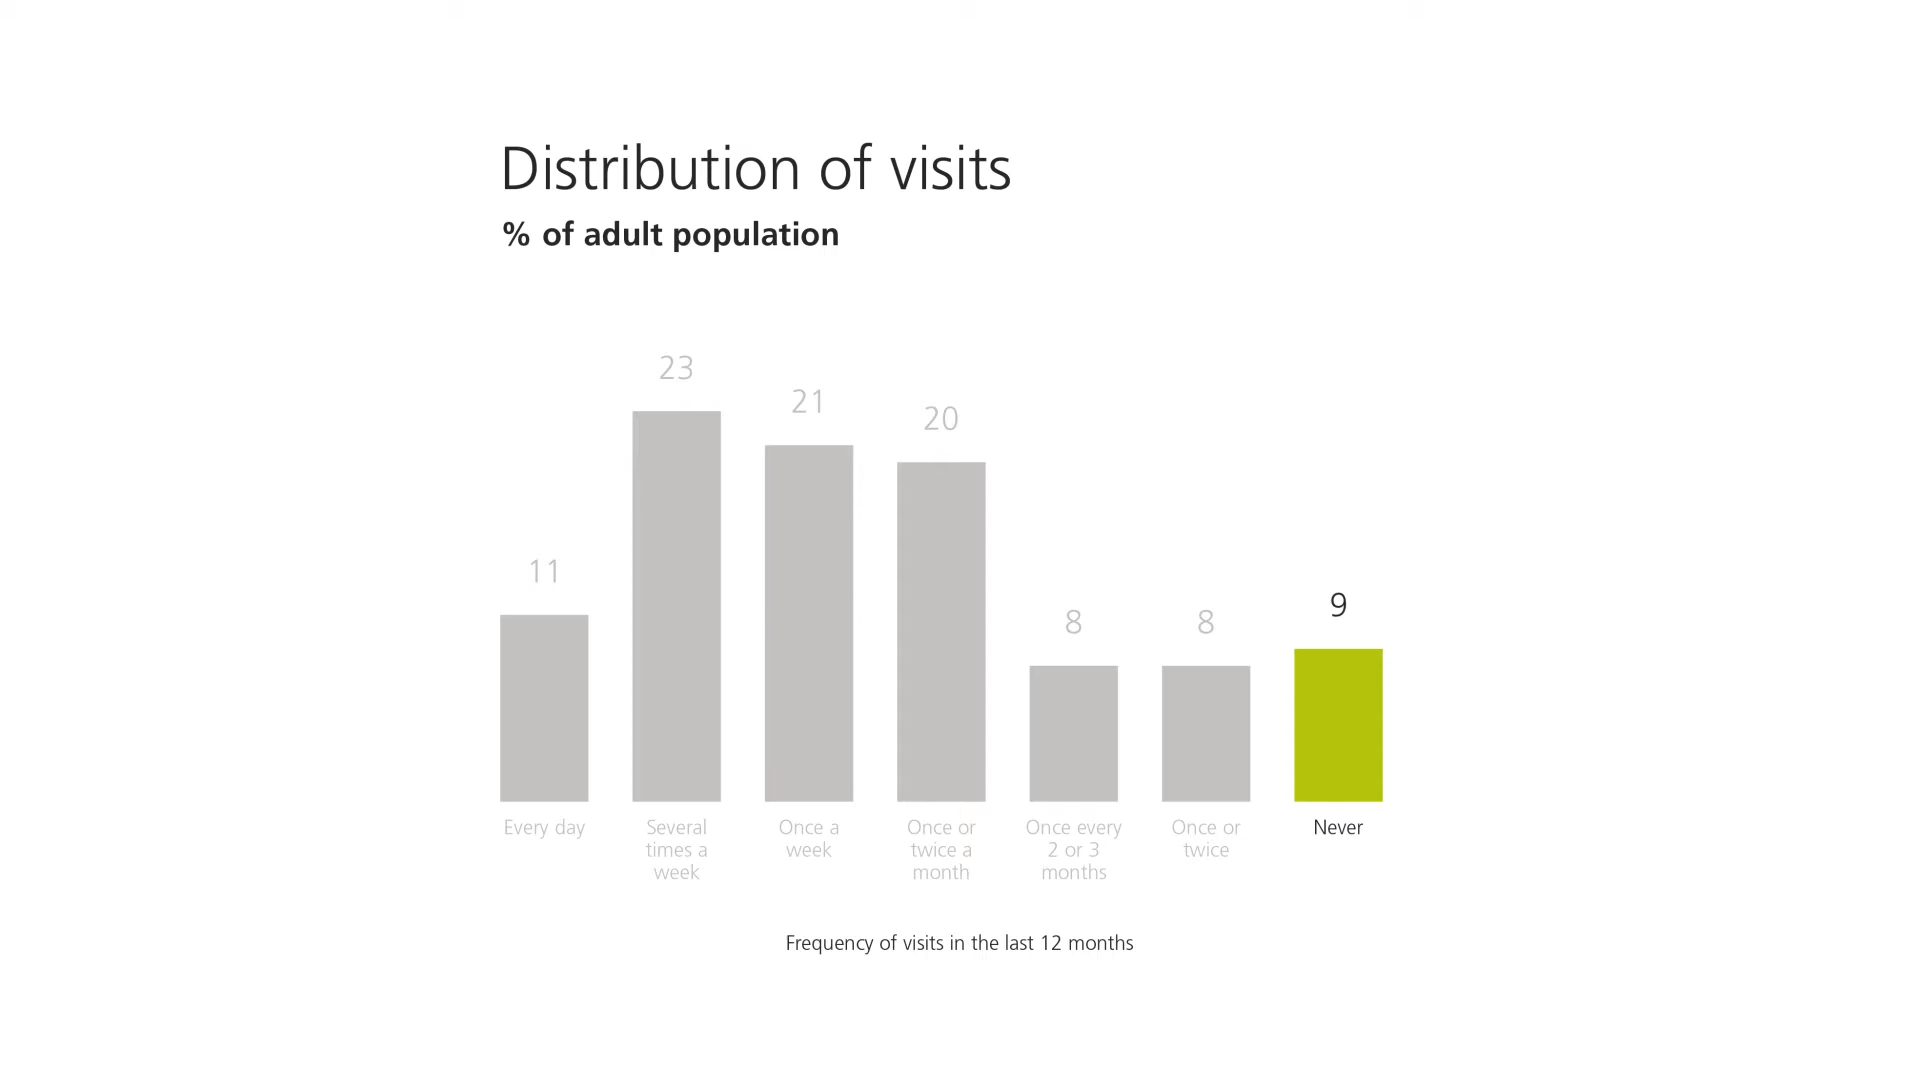 Distribution of visits
% of adult population
23
21
20
11
8
8
9
Every day
Several
times a
week
Once a
week
Once or
twice a
month
Once every
2 or 3
months
Once or
twice
Never
Frequency of visits in the last 12 months